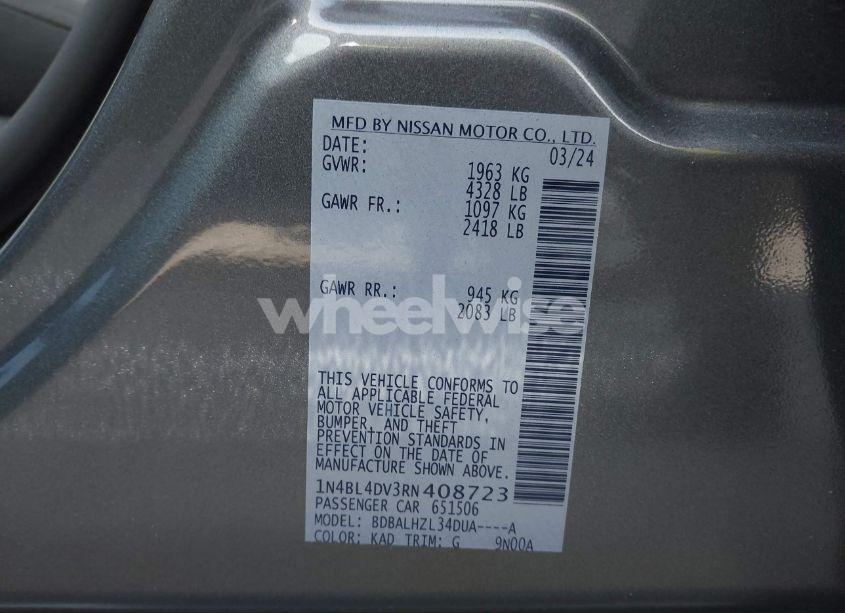 MFD BY NISSAN MOTOR CO., LTD.
DATE: 03/24
GVWR: 1963 KG
4328 LB
GAWR FR.: 1097 KG
2418 LB
GAWR RR.: 945 KG
2083 LB
wheelwise
THIS VEHICLE CONFORMS TO
ALL APPLICABLE FEDERAL
MOTOR VEHICLE SAFETY,
BUMPER, AND THEFT
PREVENTION STANDARDS IN
EFFECT ON THE DATE OF
MANUFACTURE SHOWN ABOVE.
1N4BL4DV3RN408723
PASSENGER CAR 651506
MODEL: BDBALHZL34DUA----A
COLOR: KAD TRIM: G 9N00A